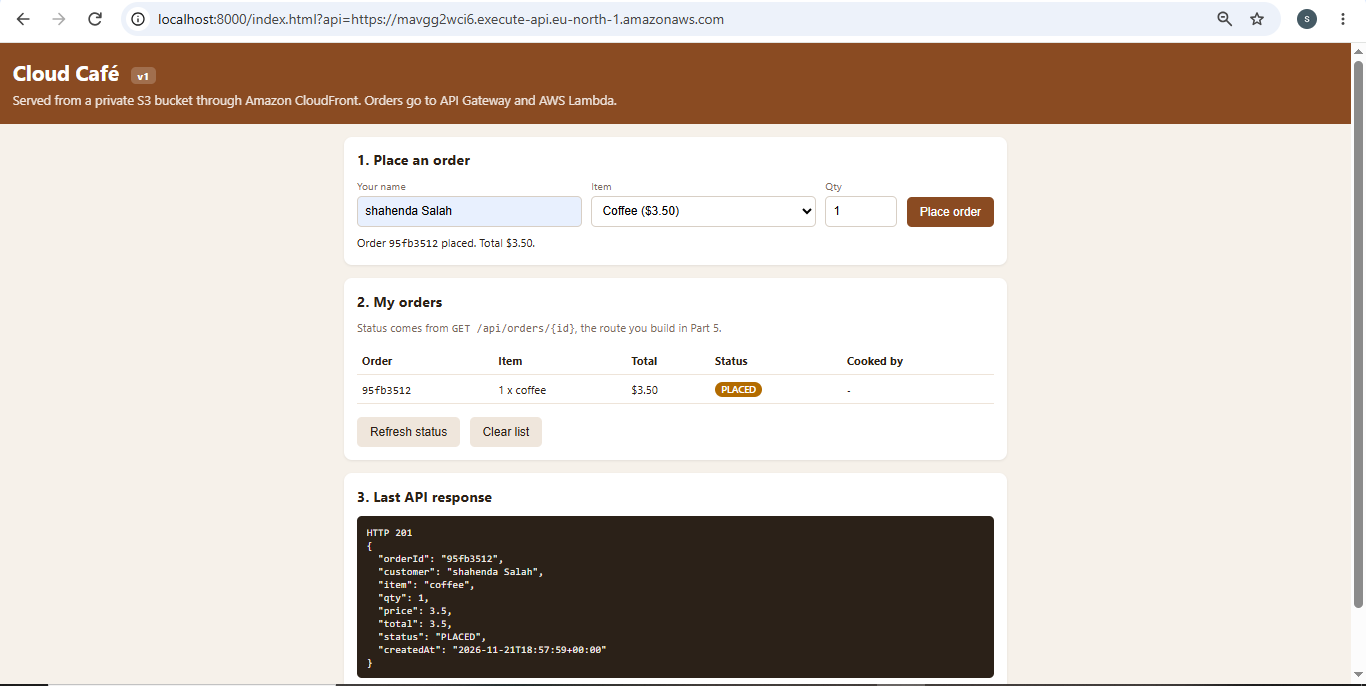 localhost:8000/index.html?api=https://mavgg2wci6.execute-api.eu-north-1.amazonaws.com
S
Cloud Café v1
Served from a private S3 bucket through Amazon CloudFront. Orders go to API Gateway and AWS Lambda.
1. Place an order
Your name Item Qty
shahenda Salah Coffee ($3.50) 1 Place order
Order 95fb3512 placed. Total $3.50.
2. My orders
Status comes from GET /api/orders/{id}, the route you build in Part 5.
Order Item Total Status Cooked by
95fb3512 1 x coffee $3.50 PLACED -
Refresh status Clear list
3. Last API response
HTTP 201
{
"orderId": "95fb3512",
"customer": "shahenda Salah",
"item": "coffee",
"qty": 1,
"price": 3.5,
"total": 3.5,
"status": "PLACED",
"createdAt": "2026-11-21T18:57:59+00:00"
}